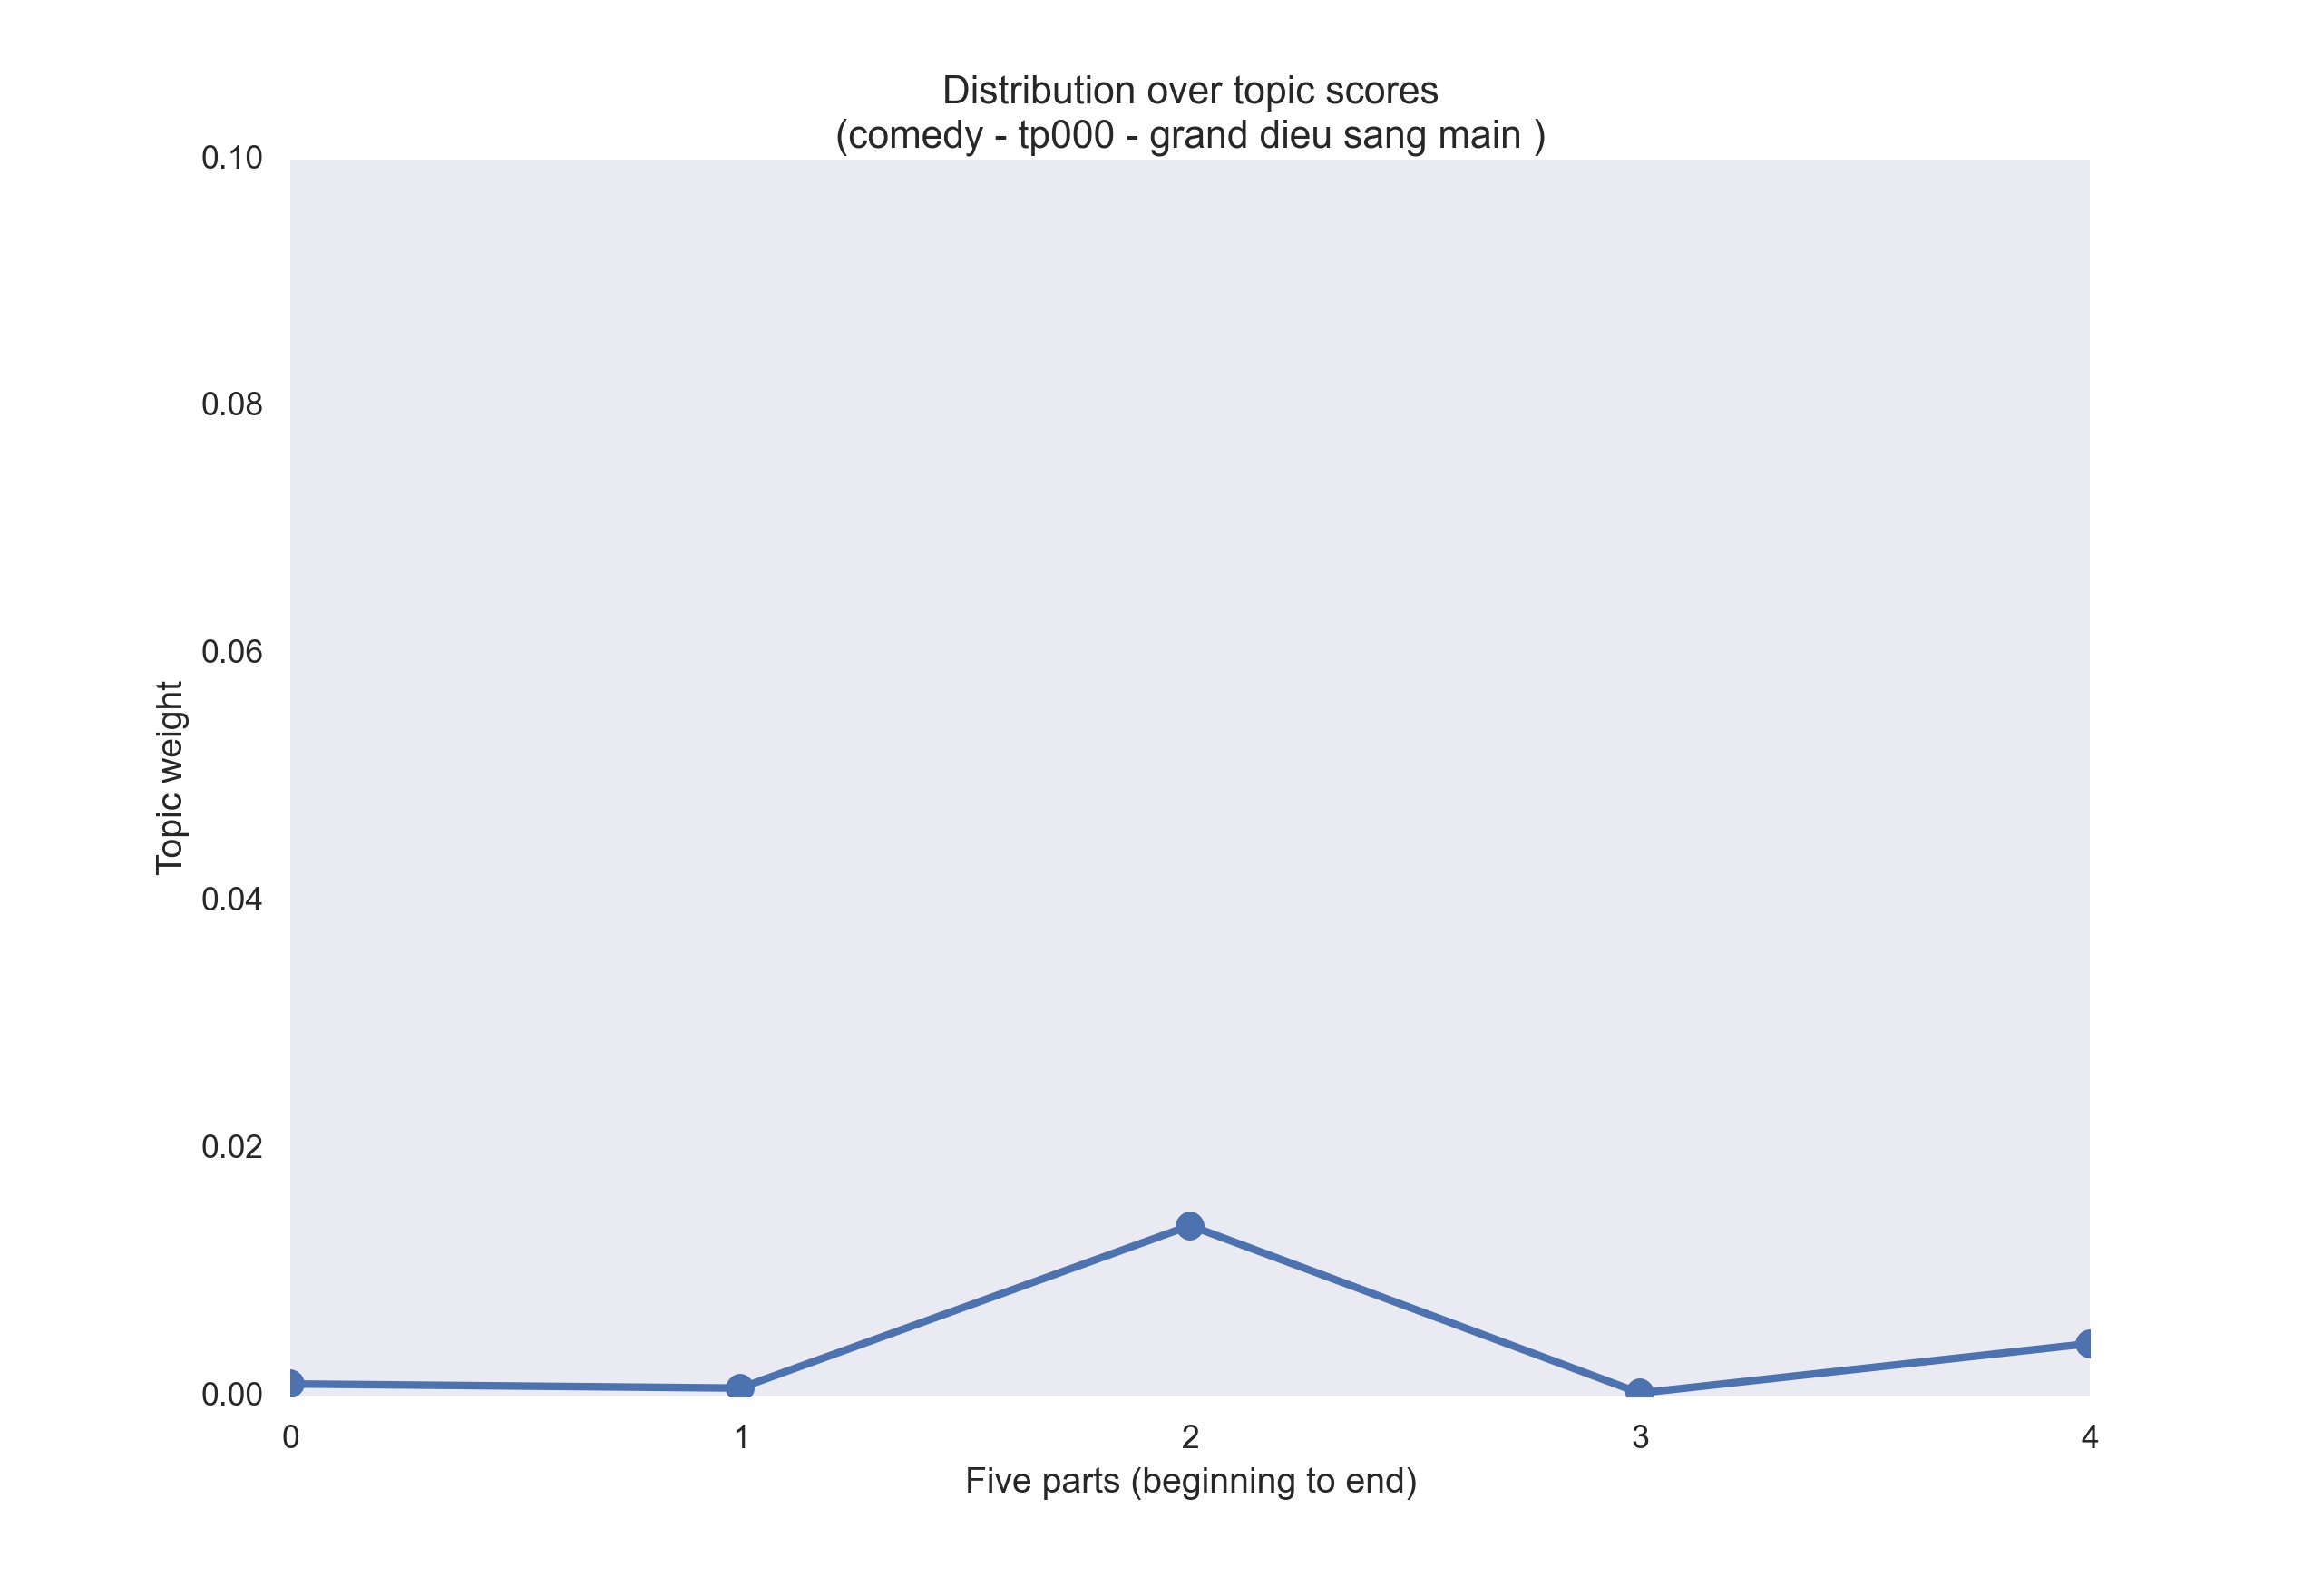 Distribution over topic scores
(comedy - tp000 - grand dieu sang main )
0.10
0.08
0.06
0.04
0.02
0.00
Topic weight
0 1 2 3 4
Five parts (beginning to end)